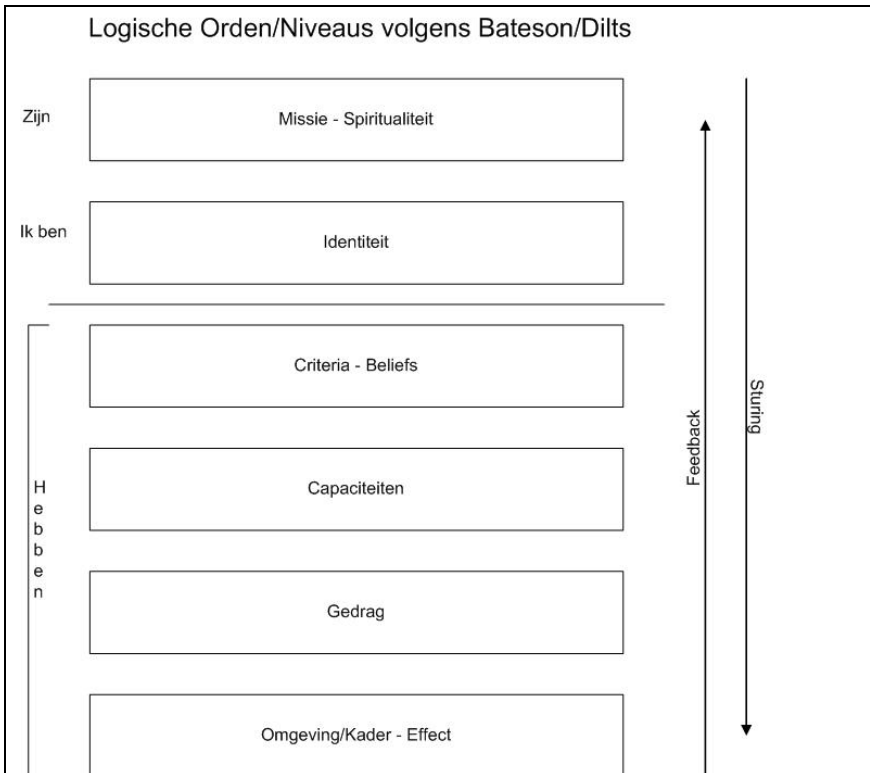 Logische Orden/Niveaus volgens Bateson/Dilts
Zijn
Missie - Spiritualiteit
Ik ben
Identiteit
Criteria - Beliefs
Hebben
Capaciteiten
Gedrag
Omgeving/Kader - Effect
Feedback
Sturing